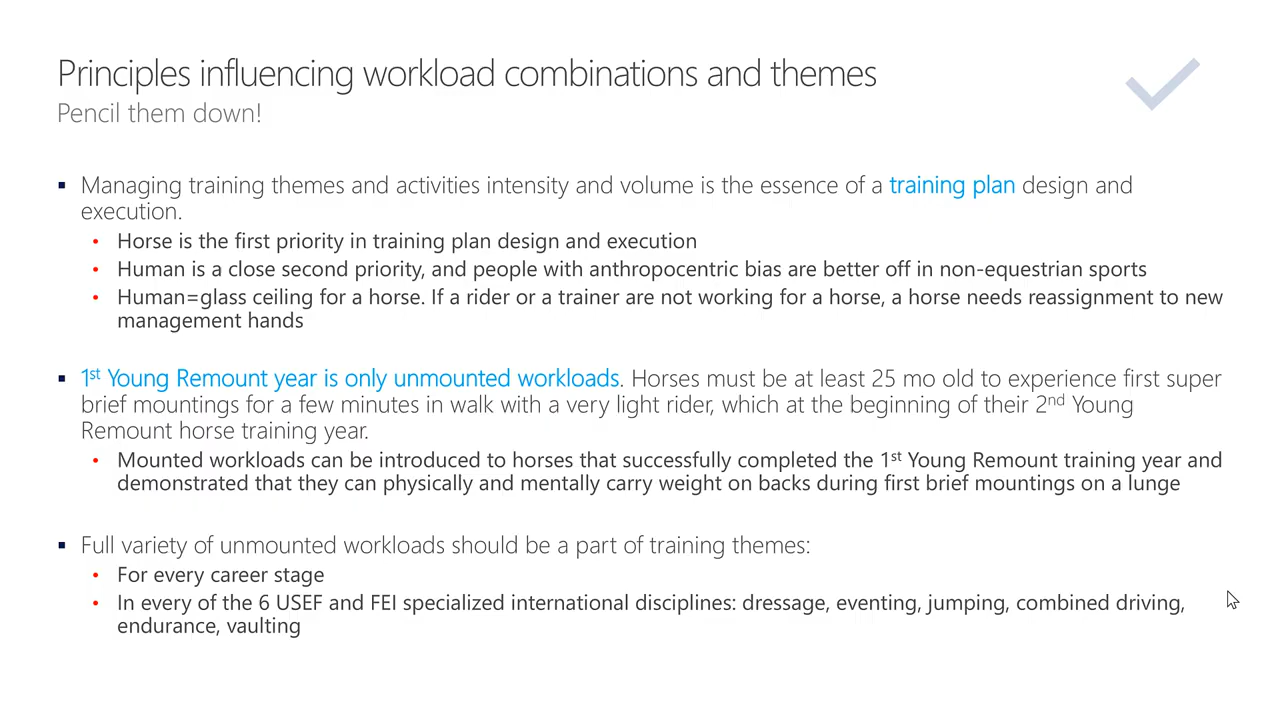 Principles influencing workload combinations and themes
Pencil them down!
▪ Managing training themes and activities intensity and volume is the essence of a training plan design and
execution.
• Horse is the first priority in training plan design and execution
• Human is a close second priority, and people with anthropocentric bias are better off in non-equestrian sports
• Human=glass ceiling for a horse. If a rider or a trainer are not working for a horse, a horse needs reassignment to new
management hands
▪ 1st Young Remount year is only unmounted workloads. Horses must be at least 25 mo old to experience first super
brief mountings for a few minutes in walk with a very light rider, which at the beginning of their 2nd Young
Remount horse training year.
• Mounted workloads can be introduced to horses that successfully completed the 1st Young Remount training year and
demonstrated that they can physically and mentally carry weight on backs during first brief mountings on a lunge
▪ Full variety of unmounted workloads should be a part of training themes:
• For every career stage
• In every of the 6 USEF and FEI specialized international disciplines: dressage, eventing, jumping, combined driving,
endurance, vaulting